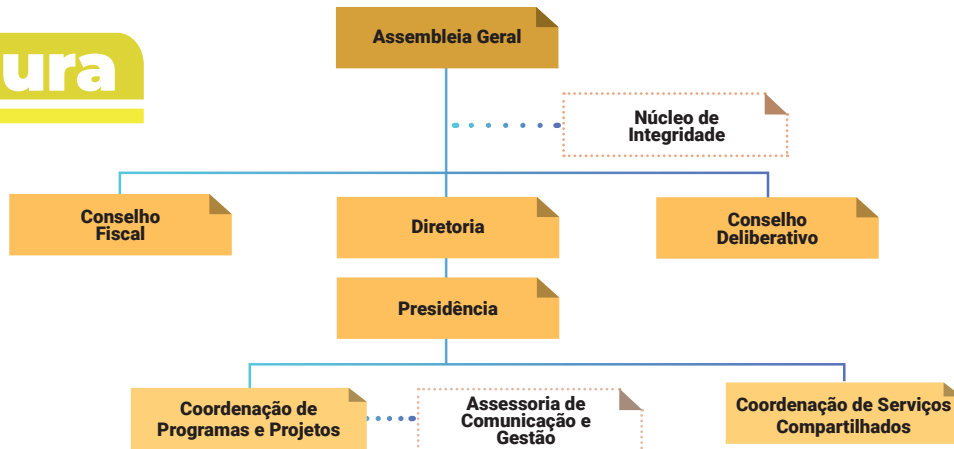 ura
Assembleia Geral
Núcleo de
Integridade
Conselho
Fiscal
Diretoria
Conselho
Deliberativo
Presidência
Coordenação de
Programas e Projetos
Assessoria de
Comunicação e
Gestão
Coordenação de Serviços
Compartilhados